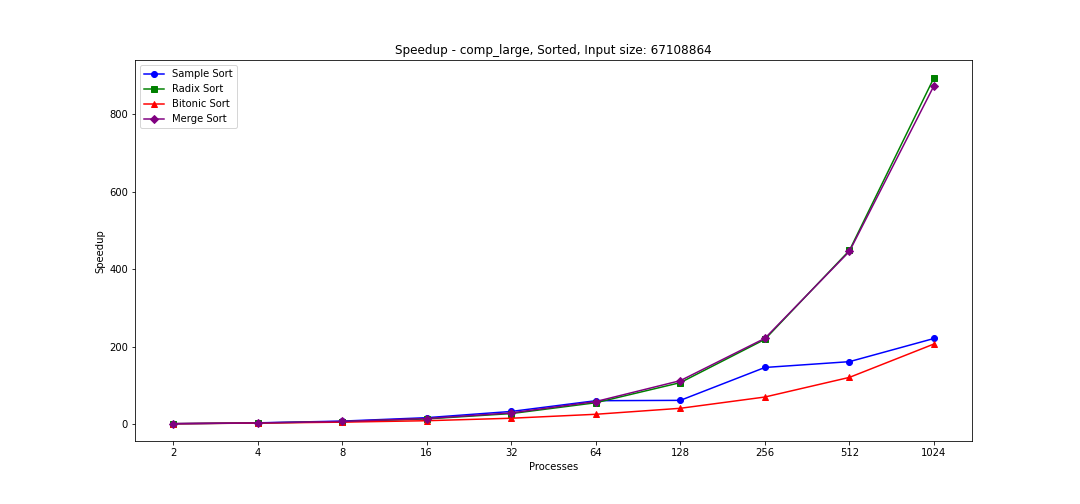 Speedup - comp_large, Sorted, Input size: 67108864
Sample Sort
Radix Sort
Bitonic Sort
Merge Sort
Speedup
800
600
400
200
0
2 4 8 16 32 64 128 256 512 1024
Processes